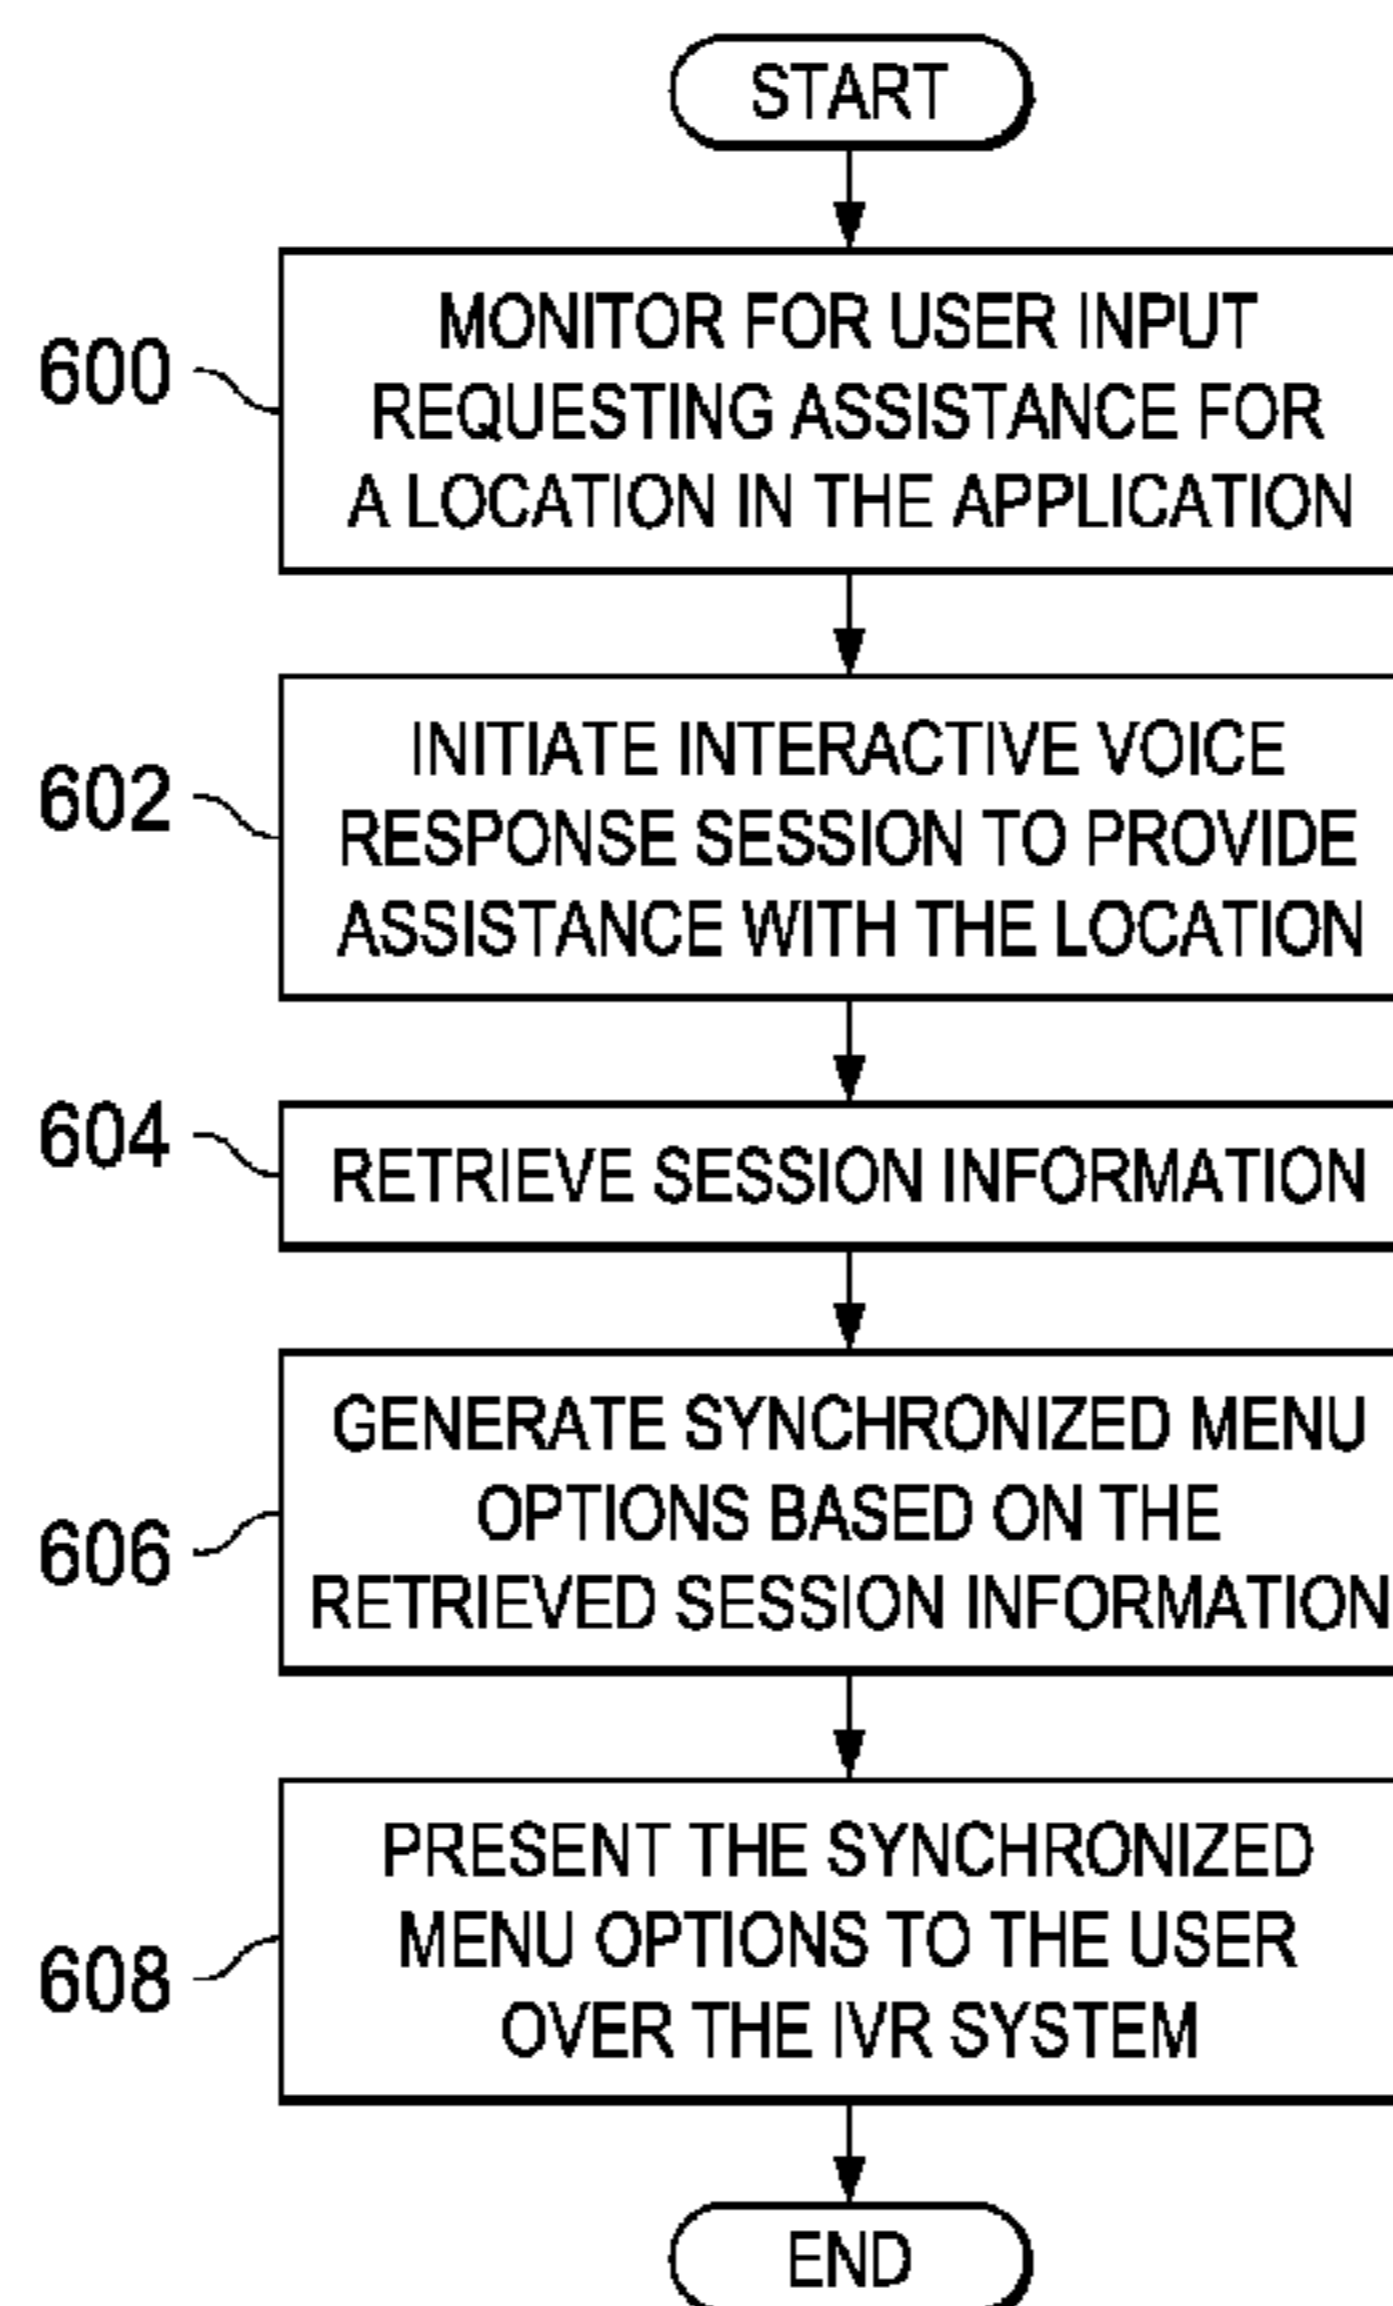 START
600
MONITOR FOR USER INPUT
REQUESTING ASSISTANCE FOR
A LOCATION IN THE APPLICATION
602
INITIATE INTERACTIVE VOICE
RESPONSE SESSION TO PROVIDE
ASSISTANCE WITH THE LOCATION
604
RETRIEVE SESSION INFORMATION
606
GENERATE SYNCHRONIZED MENU
OPTIONS BASED ON THE
RETRIEVED SESSION INFORMATION
608
PRESENT THE SYNCHRONIZED
MENU OPTIONS TO THE USER
OVER THE IVR SYSTEM
END